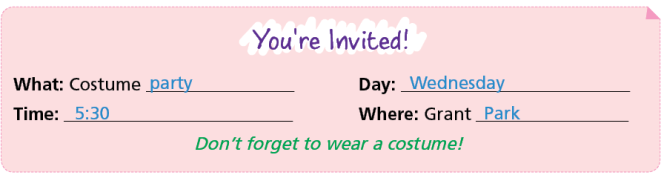 You're Invited!
What: Costume party Day: Wednesday
Time: 5:30 Where: Grant Park
Don't forget to wear a costume!